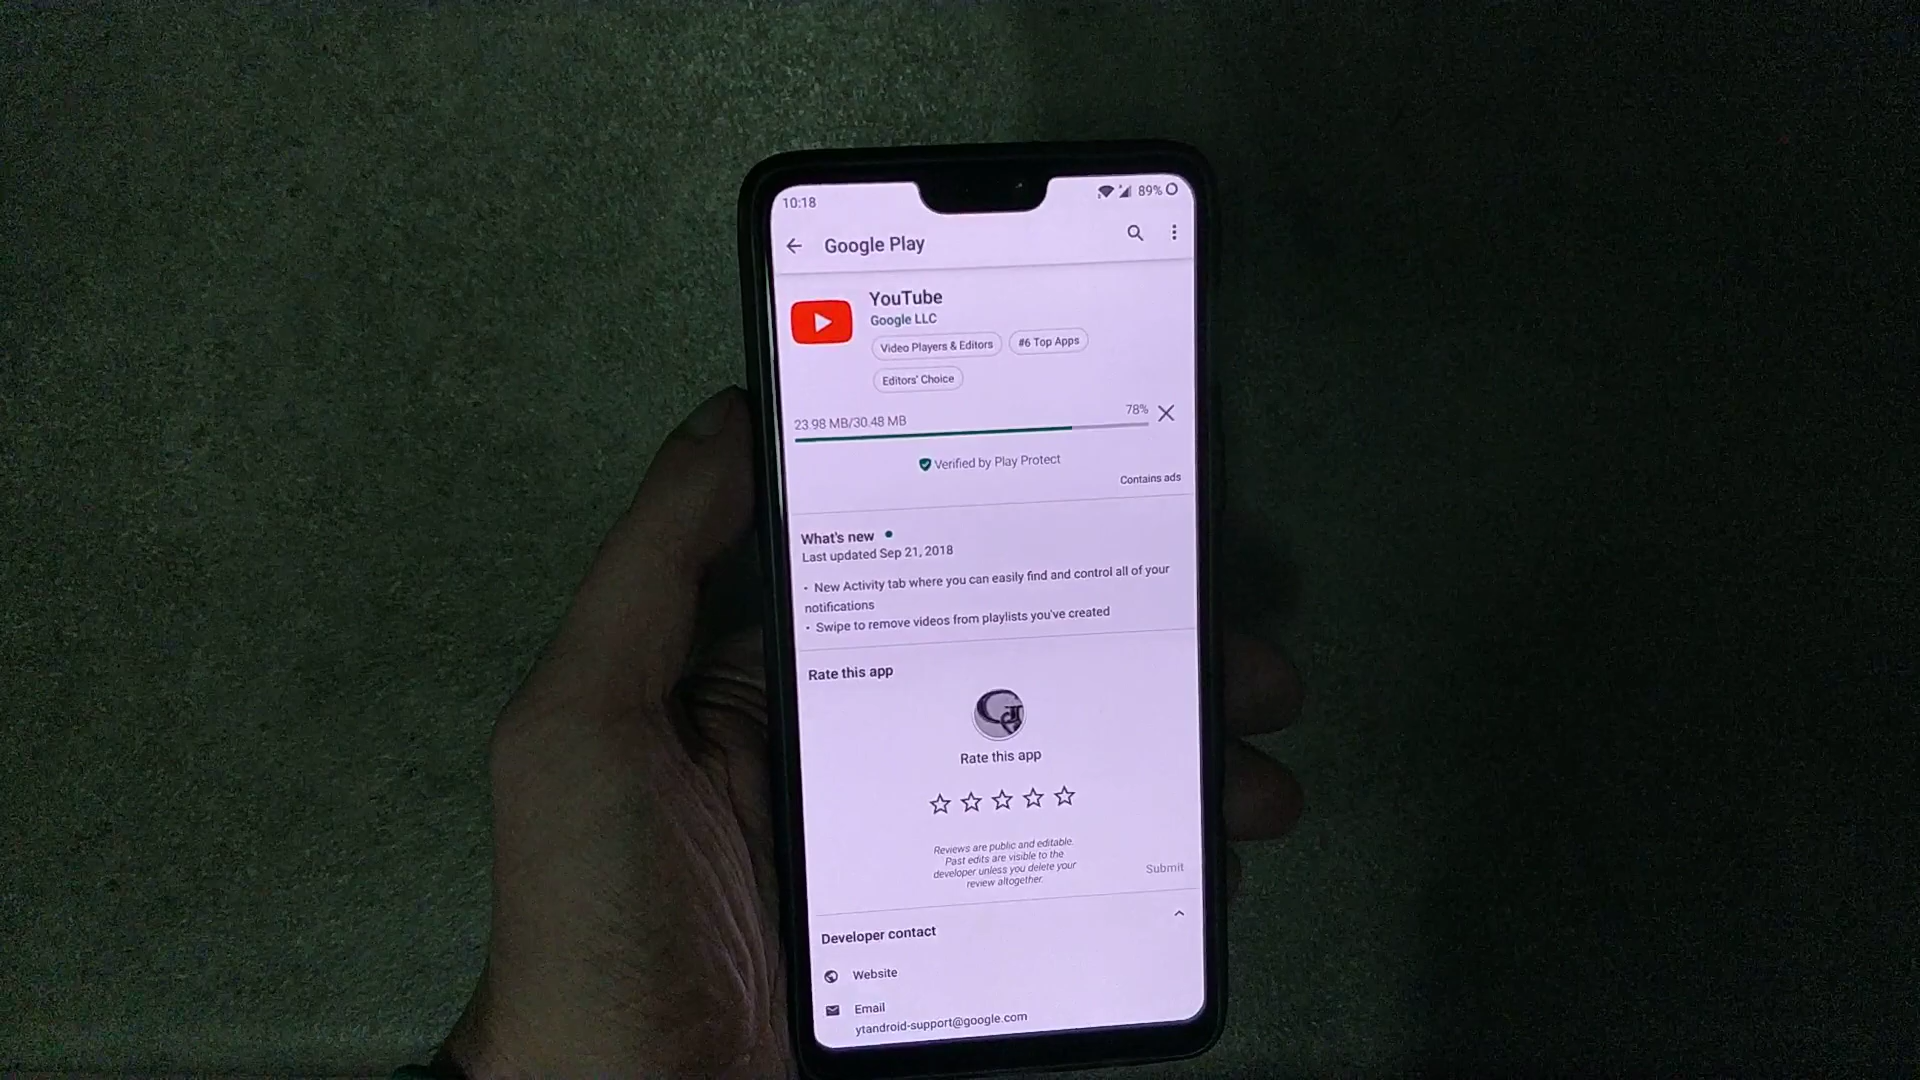 10:18 89%
Google Play
YouTube
Google LLC
Video Players & Editors #6 Top Apps
Editors' Choice
23.98 MB/30.48 MB 78%
Verified by Play Protect
Contains ads
What's new
Last updated Sep 21, 2018
• New Activity tab where you can easily find and control all of your
notifications
• Swipe to remove videos from playlists you've created
Rate this app
Rate this app
Reviews are public and editable.
Past edits are visible to the
developer unless you delete your
review altogether.
Submit
Developer contact
Website
Email
ytandroid-support@google.com